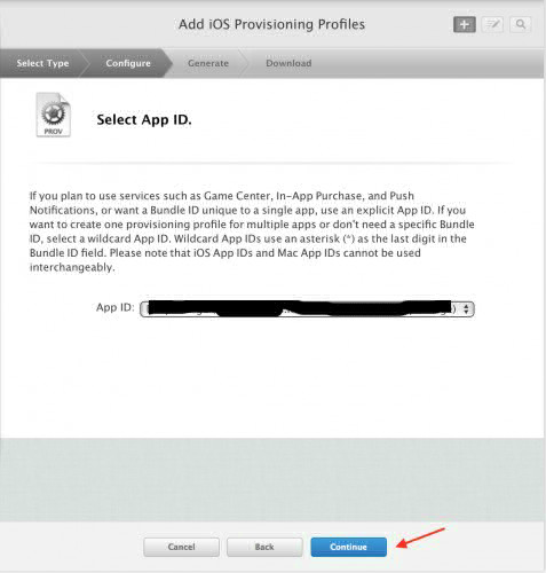 Add iOS Provisioning Profiles
Select Type Configure Generate Download
PROV
Select App ID.
If you plan to use services such as Game Center, In-App Purchase, and Push
Notifications, or want a Bundle ID unique to a single app, use an explicit App ID. If you
want to create one provisioning profile for multiple apps or don't need a specific Bundle
ID, select a wildcard App ID. Wildcard App IDs use an asterisk (*) as the last digit in the
Bundle ID field. Please note that iOS App IDs and Mac App IDs cannot be used
interchangeably.
App ID:
Cancel Back Continue